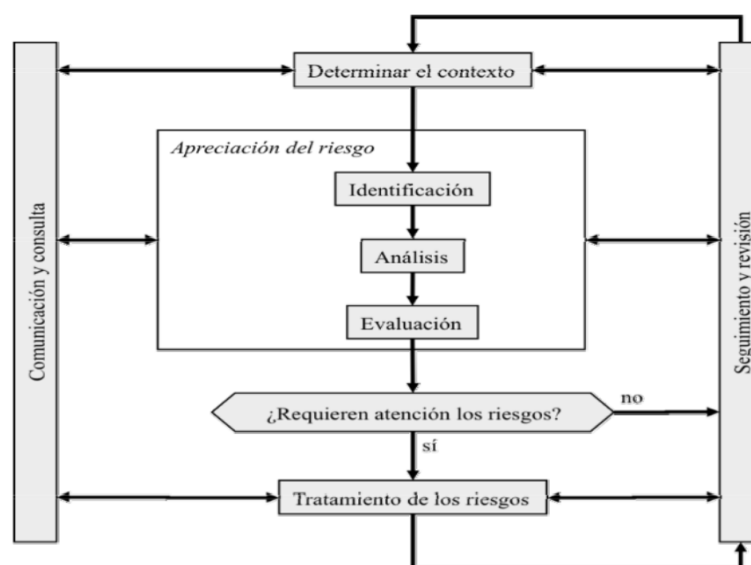 Determinar el contexto
Apreciación del riesgo
Identificación
Análisis
Evaluación
¿Requieren atención los riesgos?
no
sí
Tratamiento de los riesgos
Comunicación y consulta
Seguimiento y revisión